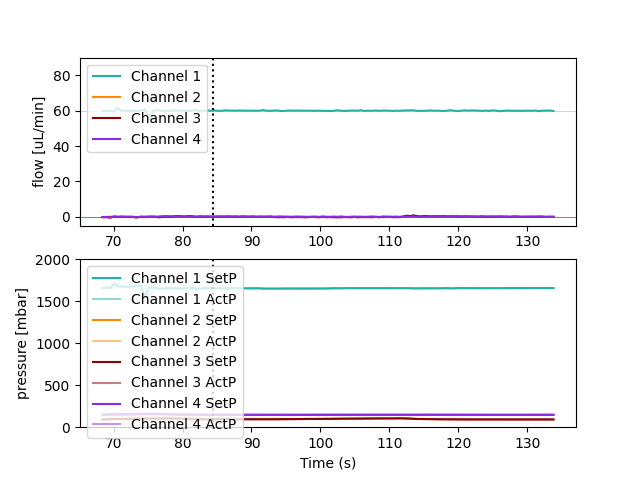 80
60
40
20
0
flow [uL/min]
Channel 1
Channel 2
Channel 3
Channel 4
70 80 90 100 110 120 130
2000
1500
1000
500
0
pressure [mbar]
Channel 1 SetP
Channel 1 ActP
Channel 2 SetP
Channel 2 ActP
Channel 3 SetP
Channel 3 ActP
Channel 4 SetP
Channel 4 ActP
70 80 90 100 110 120 130
Time (s)